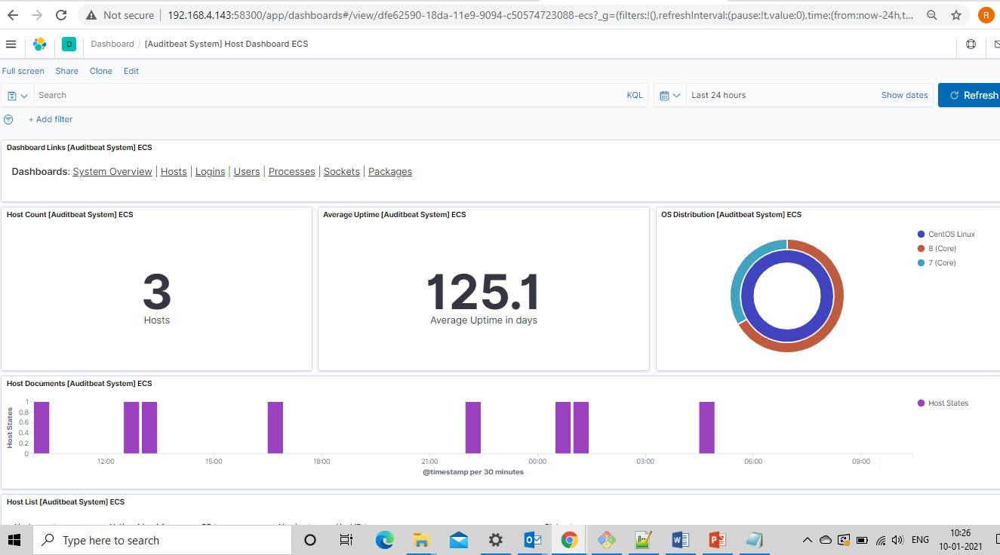 Not secure | 192.168.4.143:58300/app/dashboards#/view/dfe62590-18da-11e9-9094-c50574723088-ecs?_g=(filters:!(),refreshInterval:(pause:!t,value:0),time:(from:now-24h,t...
R
D Dashboard / [Auditbeat System] Host Dashboard ECS
Full screen Share Clone Edit
Search KQL Last 24 hours Show dates Refresh
+ Add filter
Dashboard Links [Auditbeat System] ECS
Dashboards: System Overview | Hosts | Logins | Users | Processes | Sockets | Packages
Host Count [Auditbeat System] ECS
3
Hosts
Average Uptime [Auditbeat System] ECS
125.1
Average Uptime in days
OS Distribution [Auditbeat System] ECS
CentOS Linux
8 (Core)
7 (Core)
Host Documents [Auditbeat System] ECS
Host States
1
0.8
0.6
0.4
0.2
0
12:00 15:00 18:00 21:00 00:00 03:00 06:00 09:00
@timestamp per 30 minutes
Host States
Host List [Auditbeat System] ECS
Type here to search
ENG
10:26
10-01-2021